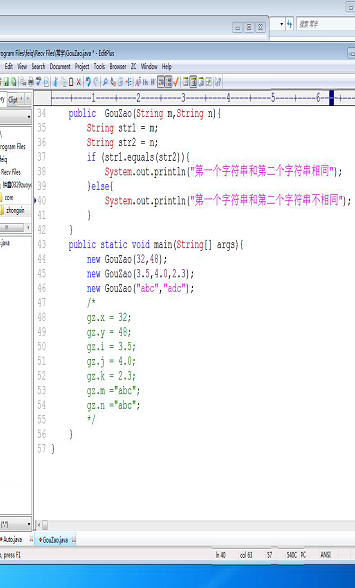 搜索 常宇
rogram Files\feiq\Recv Files\常宇\GouZao.java * - EditPlus
Edit View Search Document Project Tools Browser ZC Window Help
Clipt
----+----1----+----2----+----3----+----4----+----5----+----6----+
34 public GouZao(String m,String n){
35 String str1 = m;
36 String str2 = n;
37 if (str1.equals(str2)){
38 System.out.println("第一个字符串和第二个字符串相同");
39 }else{
40 System.out.println("第一个字符串和第二个字符串不相同");
41 }
42 }
43 public static void main(String[] args){
44 new GouZao(32,48);
45 new GouZao(3.5,4.0,2.3);
46 new GouZao("abc","adc");
47 /*
48 gz.x = 32;
49 gz.y = 48;
50 gz.i = 3.5;
51 gz.j = 4.0;
52 gz.k = 2.3;
53 gz.m ="abc";
54 gz.n ="abc";
55 */
56 }
57 }
rogram Files
feiq
Recv Files
com
zhongxin
.java
(*.*)
Auto.java
GouZao.java
, press F1
ln 40
col 63
57
540C
PC
ANSI